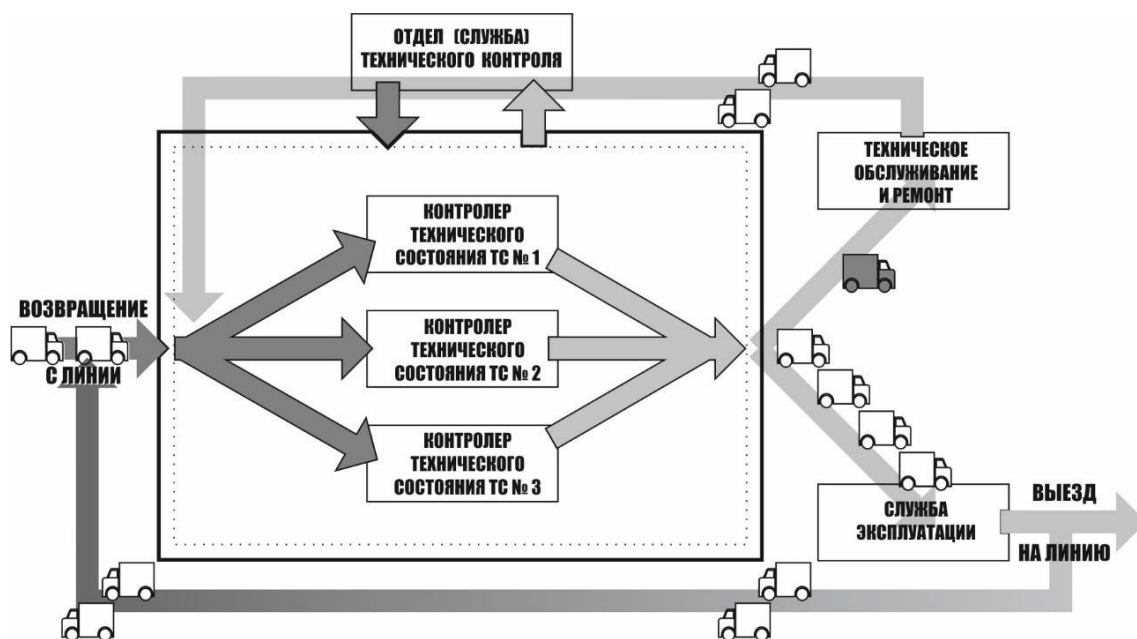 ОТДЕЛ (СЛУЖБА)
ТЕХНИЧЕСКОГО КОНТРОЛЯ
ТЕХНИЧЕСКОЕ
ОБСЛУЖИВАНИЕ
И РЕМОНТ
КОНТРОЛЕР
ТЕХНИЧЕСКОГО
СОСТОЯНИЯ ТС № 1
ВОЗВРАЩЕНИЕ
С ЛИНИИ
КОНТРОЛЕР
ТЕХНИЧЕСКОГО
СОСТОЯНИЯ ТС № 2
КОНТРОЛЕР
ТЕХНИЧЕСКОГО
СОСТОЯНИЯ ТС № 3
СЛУЖБА
ЭКСПЛУАТАЦИИ
ВЫЕЗД
НА ЛИНИЮ